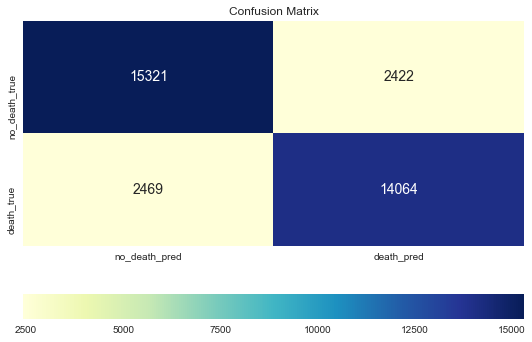 Confusion Matrix
no_death_true
15321
2422
death_true
2469
14064
no_death_pred
death_pred
2500
5000
7500
10000
12500
15000